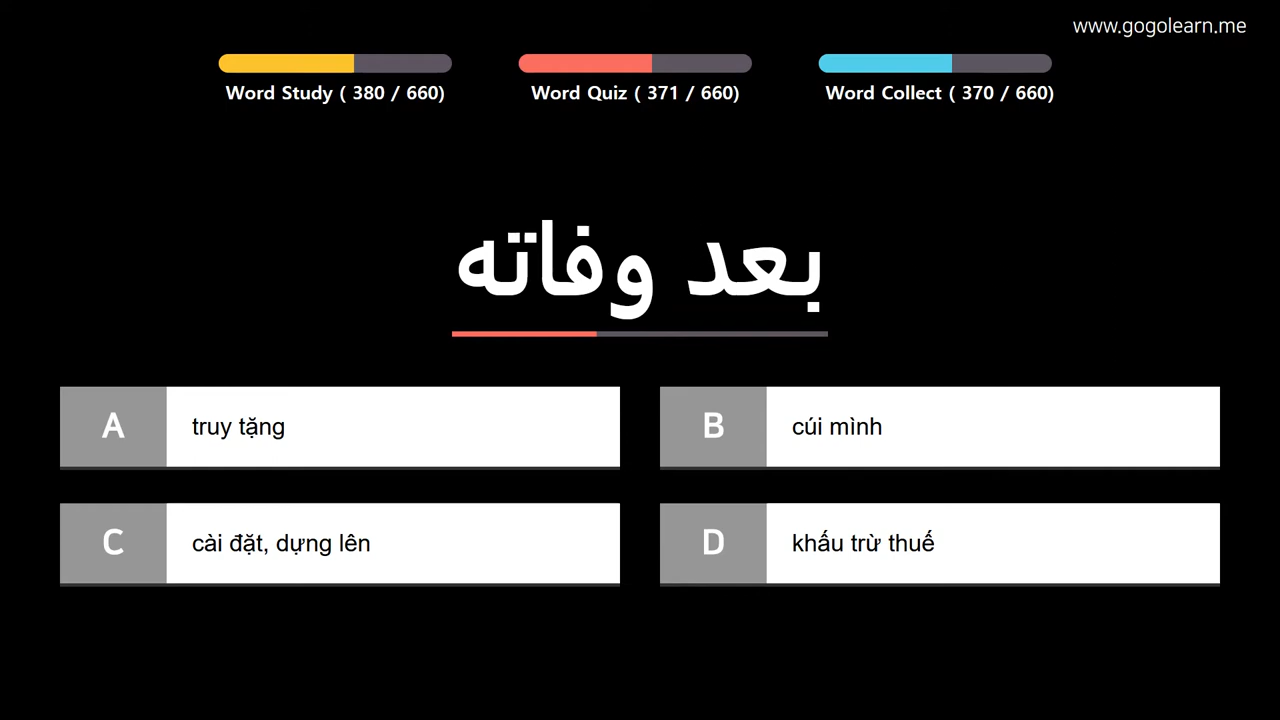 www.gogolearn.me
Word Study ( 380 / 660)
Word Quiz ( 371 / 660)
Word Collect ( 370 / 660)
بعد وفاته
A truy tặng
B cúi mình
C cài đặt, dựng lên
D khấu trừ thuế